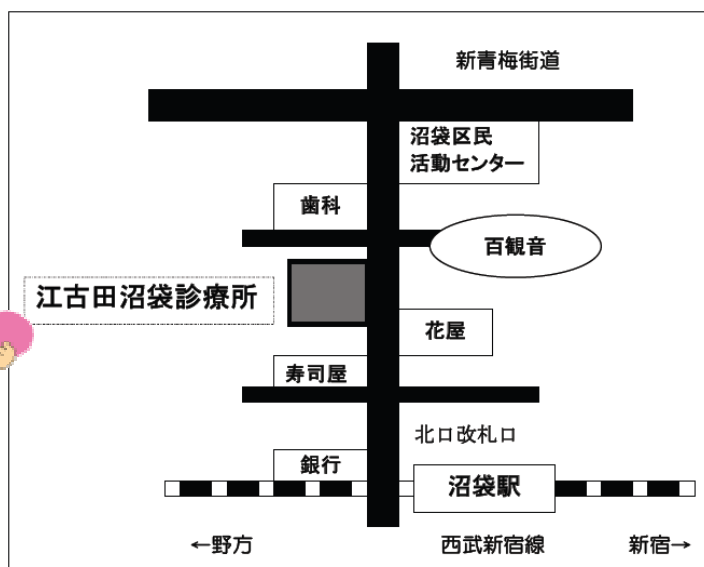 新青梅街道
沼袋区民
活動センター
歯科
百観音
江古田沼袋診療所
花屋
寿司屋
北口改札口
銀行
沼袋駅
←野方
西武新宿線
新宿→